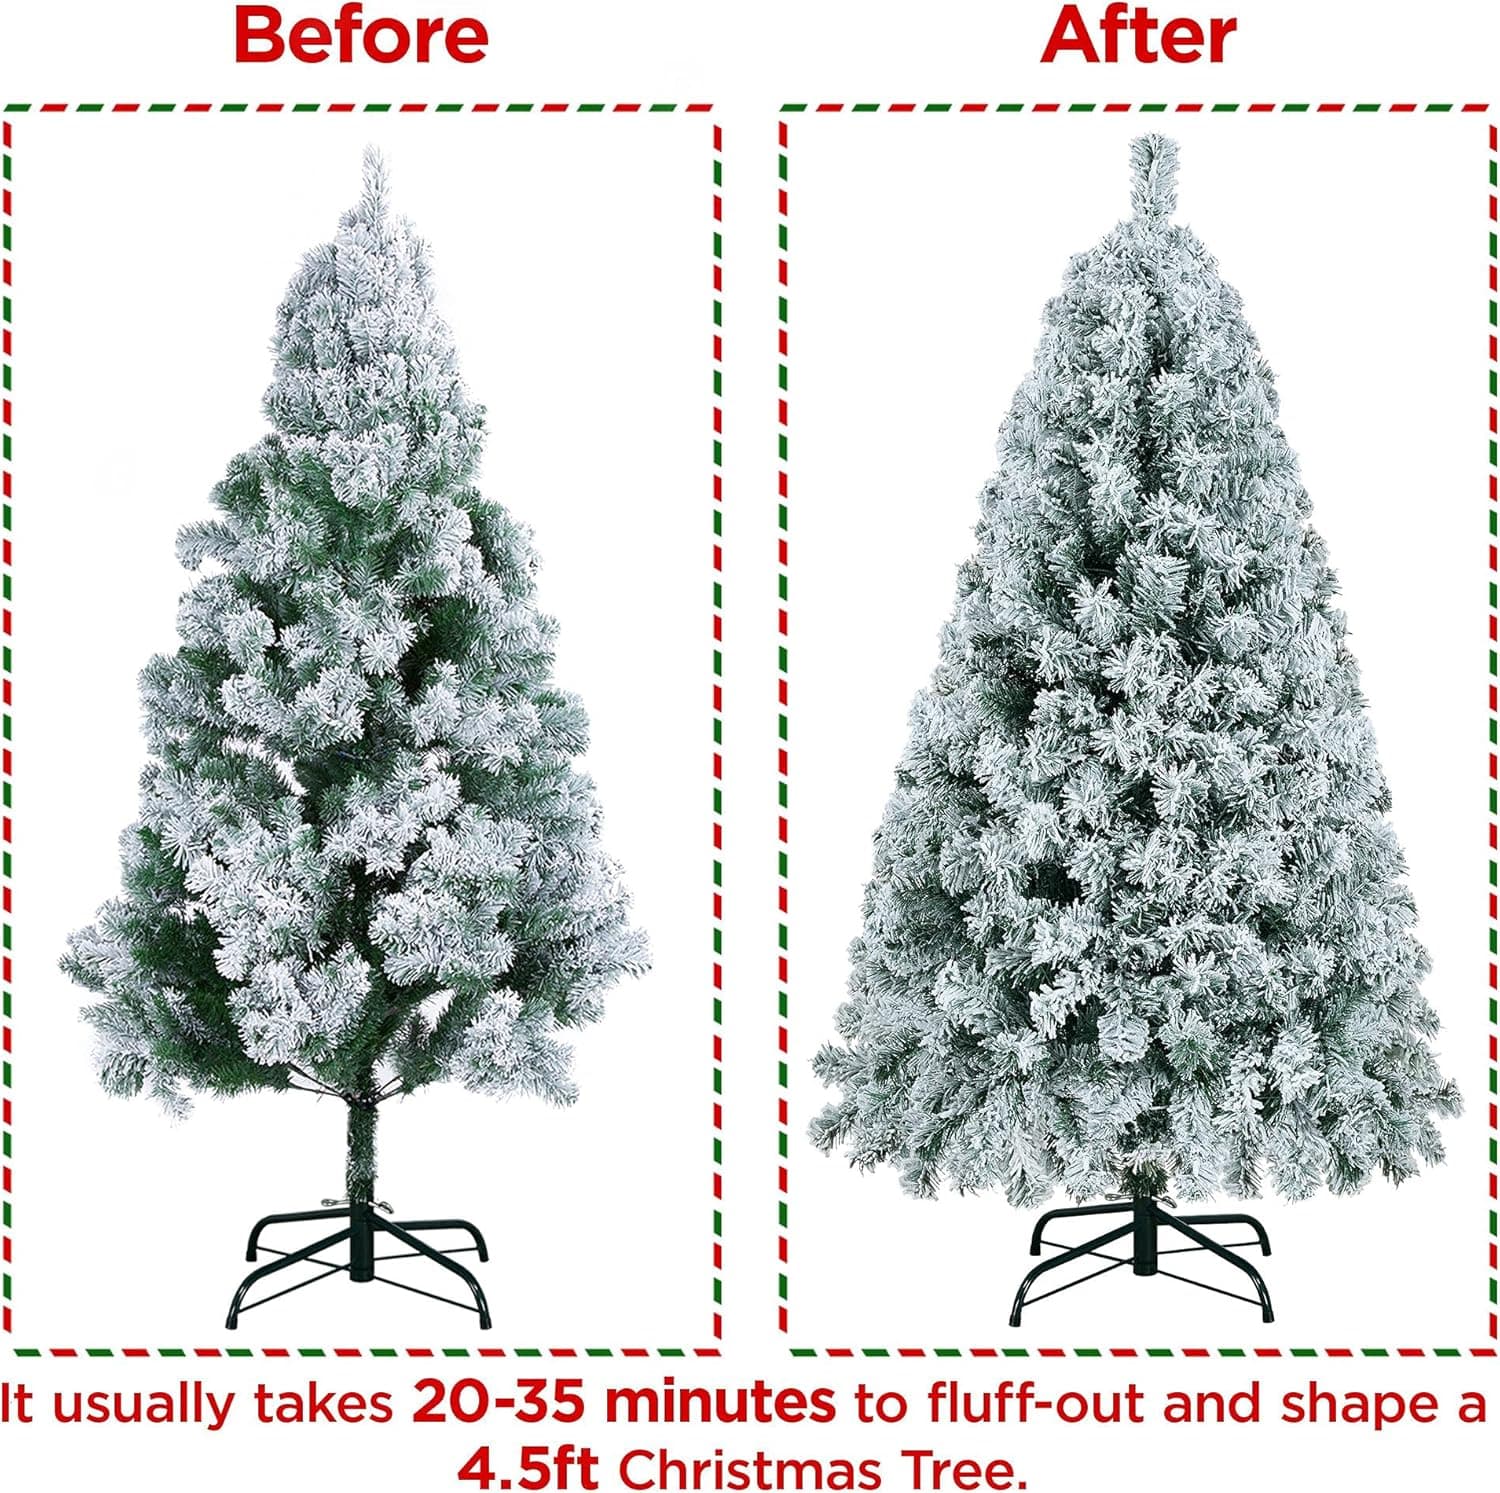 Before
After
It usually takes 20-35 minutes to fluff-out and shape a
4.5ft Christmas Tree.